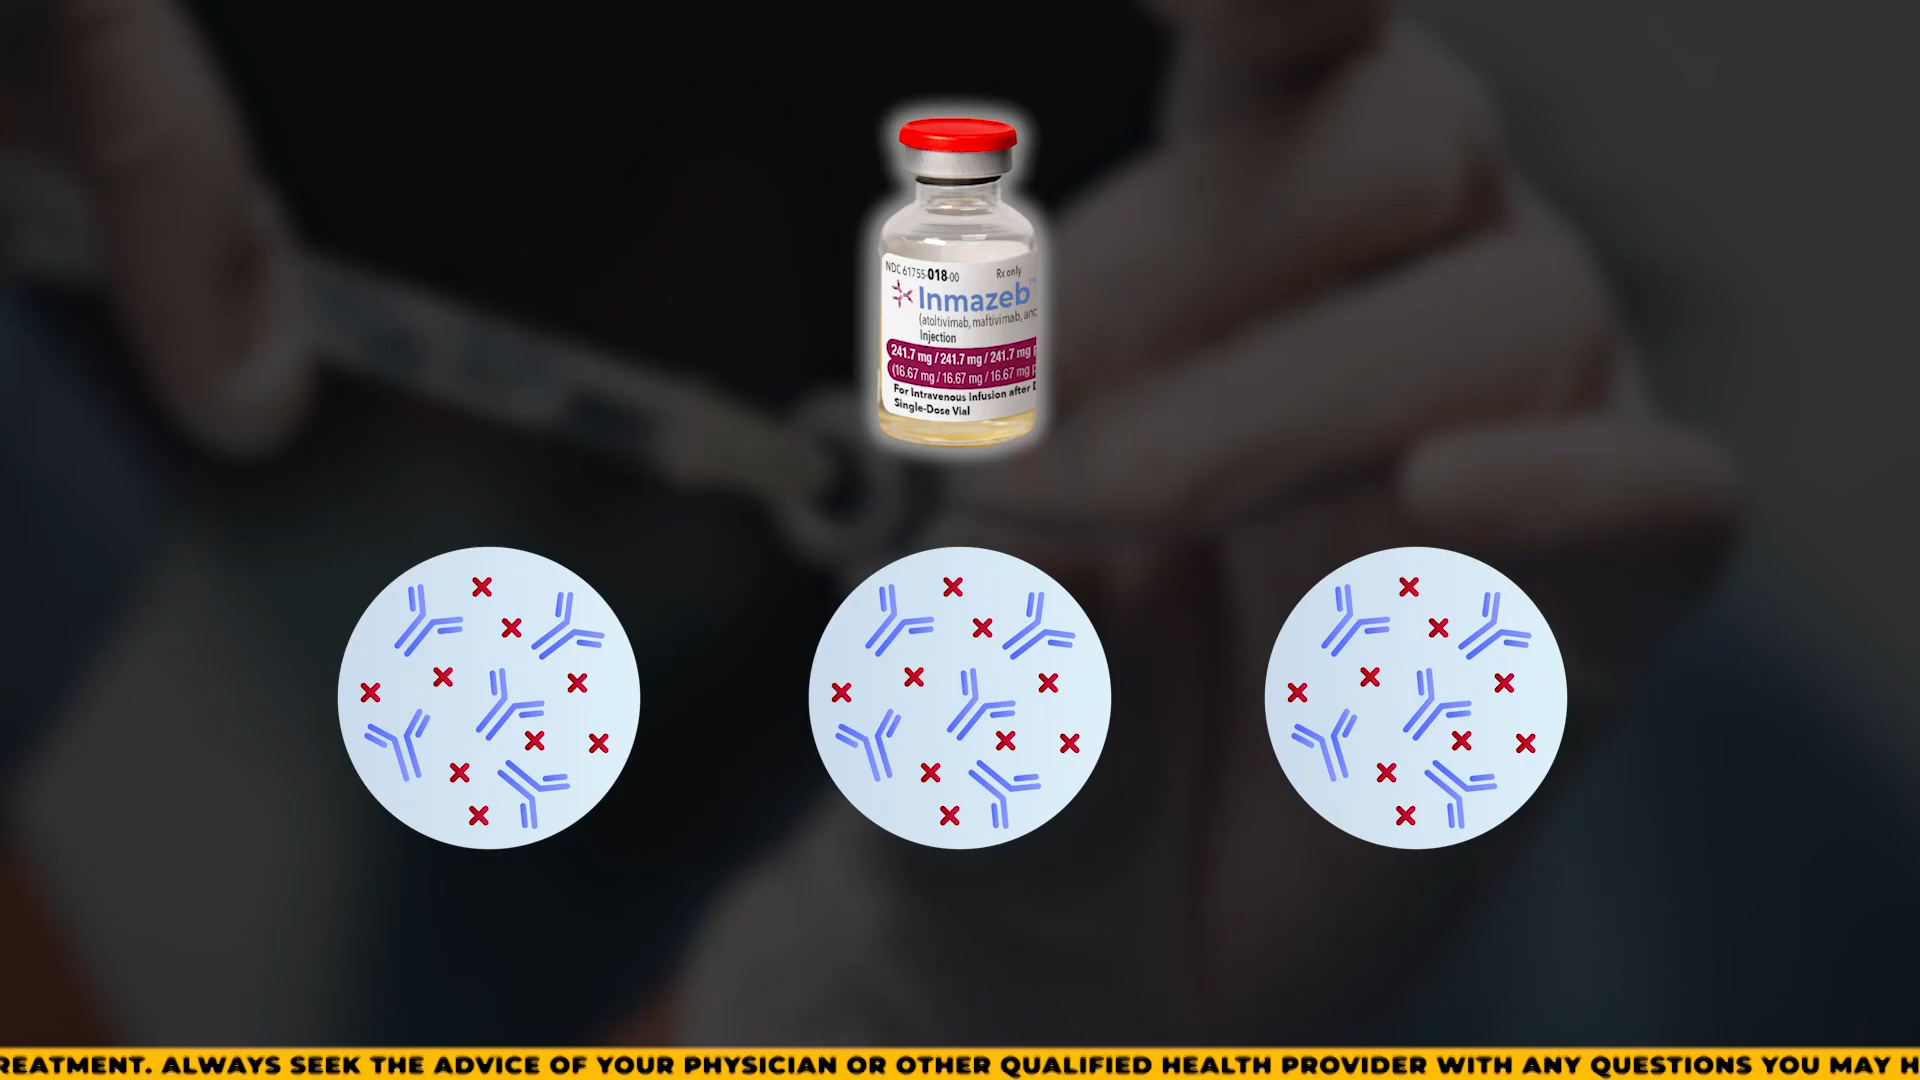 NDC 61755-018-00 Rx only
Inmazeb™
(atoltivimab, maftivimab, and
Injection
241.7 mg / 241.7 mg / 241.7 mg p
(16.67 mg / 16.67 mg / 16.67 mg p
For Intravenous Infusion after D
Single-Dose Vial
REATMENT. ALWAYS SEEK THE ADVICE OF YOUR PHYSICIAN OR OTHER QUALIFIED HEALTH PROVIDER WITH ANY QUESTIONS YOU MAY H